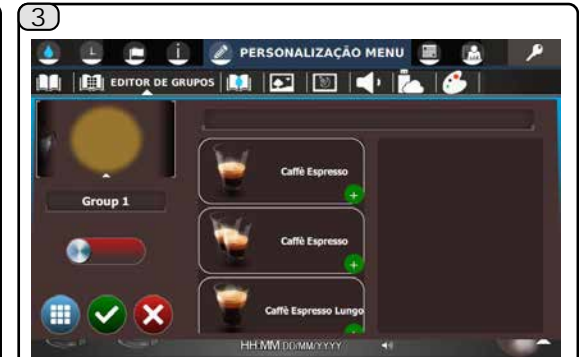 3
PERSONALIZAÇÃO MENU
EDITOR DE GRUPOS
Caffè Espresso
Group 1
Caffè Espresso
Caffè Espresso Lungo
HH:MM DD/MM/YYYY